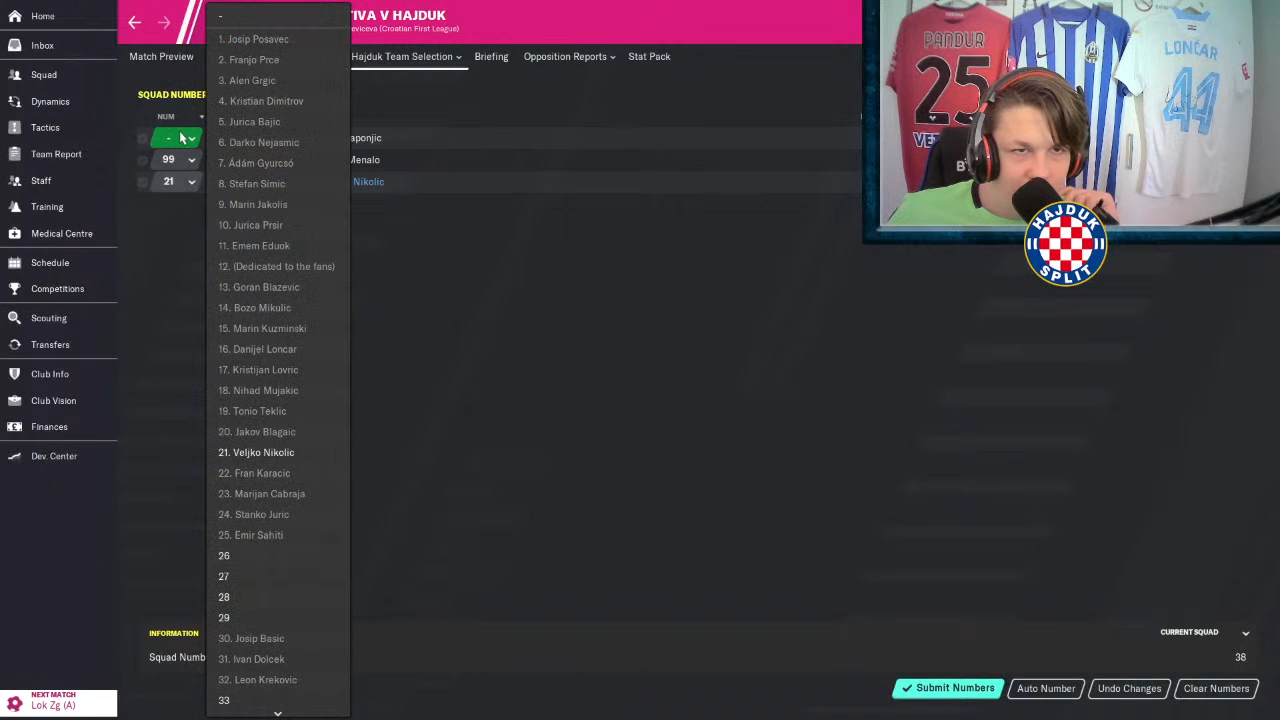 TIVA V HAJDUK
eviceva (Croatian First League)
Home
Inbox
Squad
Dynamics
Tactics
Team Report
Staff
Training
Medical Centre
Schedule
Competitions
Scouting
Transfers
Club Info
Club Vision
Finances
Dev. Center
NEXT MATCH
Lok Zg (A)
Match Preview
Hajduk Team Selection
Briefing
Opposition Reports
Stat Pack
SQUAD NUMBER
NUM
-
99
21
aponjic
Menalo
Nikolic
-
1. Josip Posavec
2. Franjo Prce
3. Alen Grgic
4. Kristian Dimitrov
5. Jurica Bajic
6. Darko Nejasmic
7. Ádám Gyurcsó
8. Stefan Simic
9. Marin Jakolis
10. Jurica Prsir
11. Emem Eduok
12. (Dedicated to the fans)
13. Goran Blazevic
14. Bozo Mikulic
15. Marin Kuzminski
16. Danijel Loncar
17. Kristijan Lovric
18. Nihad Mujakic
19. Tonio Teklic
20. Jakov Blagaic
21. Veljko Nikolic
22. Fran Karacic
23. Marijan Cabraja
24. Stanko Juric
25. Emir Sahiti
26
27
28
29
30. Josip Basic
31. Ivan Dolcek
32. Leon Krekovic
33
INFORMATION
Squad Numb
CURRENT SQUAD
38
Submit Numbers
Auto Number
Undo Changes
Clear Numbers
PANDUR
25
LONČAR
44
HAJDUK
SPLIT